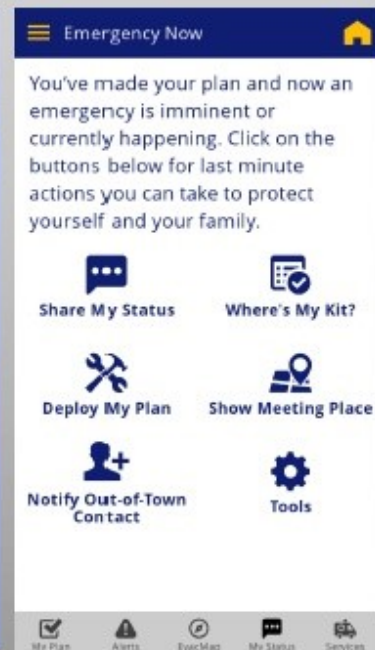 Emergency Now
You've made your plan and now an
emergency is imminent or
currently happening. Click on the
buttons below for last minute
actions you can take to protect
yourself and your family.
Share My Status Where's My Kit?
Deploy My Plan Show Meeting Place
Notify Out-of-Town
Contact
Tools
My Plan Alerts EvacMap My Status Services